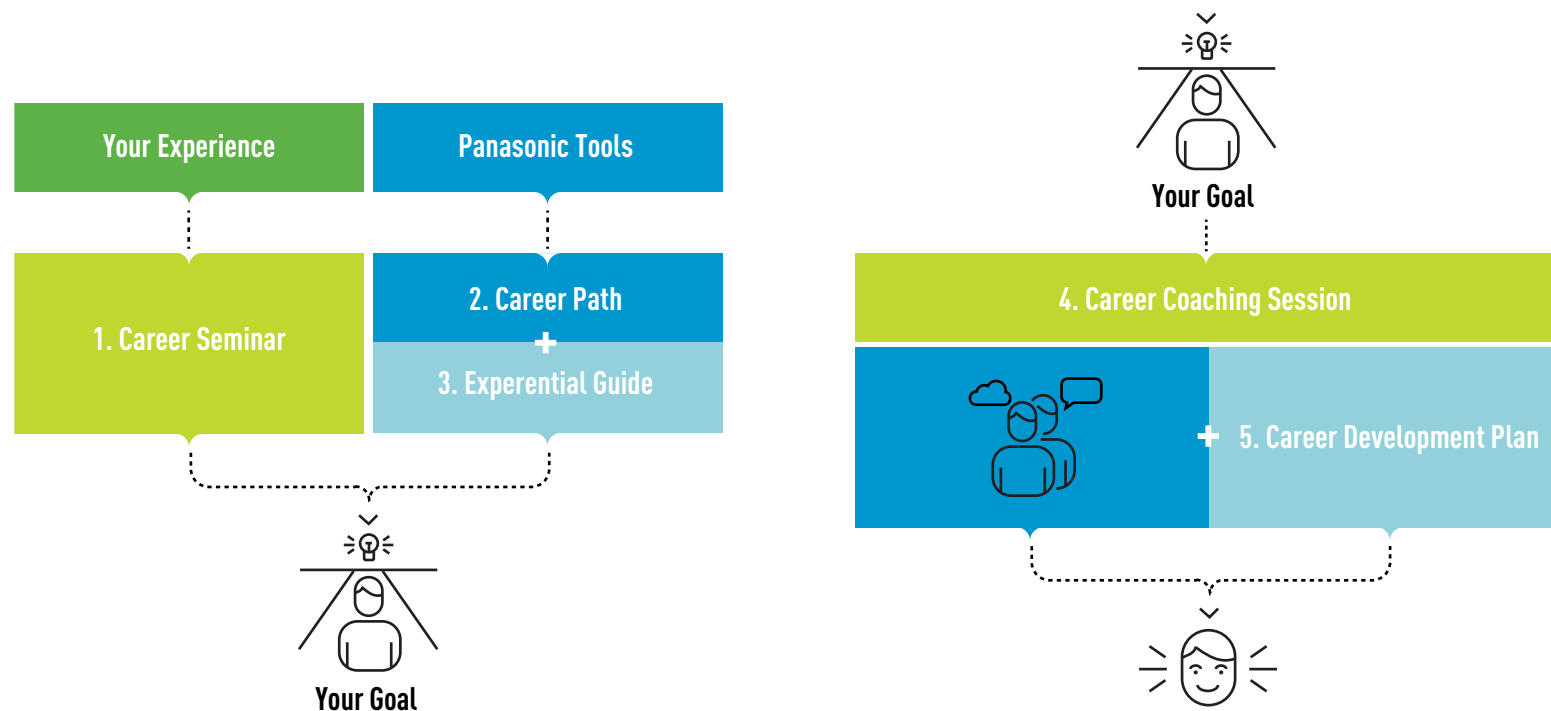 Your Experience
Panasonic Tools
1. Career Seminar
2. Career Path
+
3. Experential Guide
Your Goal
Your Goal
4. Career Coaching Session
+ 5. Career Development Plan